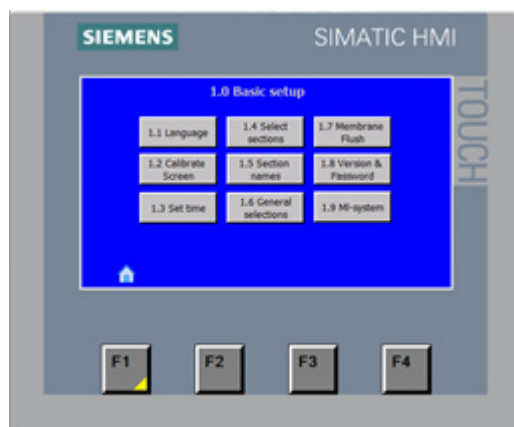 SIEMENS
SIMATIC HMI
TOUCH
1.0 Basic setup
1.1 Language
1.4 Select
sections
1.7 Membrane
Flush
1.2 Calibrate
Screen
1.5 Section
names
1.8 Version &
Password
1.3 Set time
1.6 General
selections
1.9 Mi-system
F1
F2
F3
F4